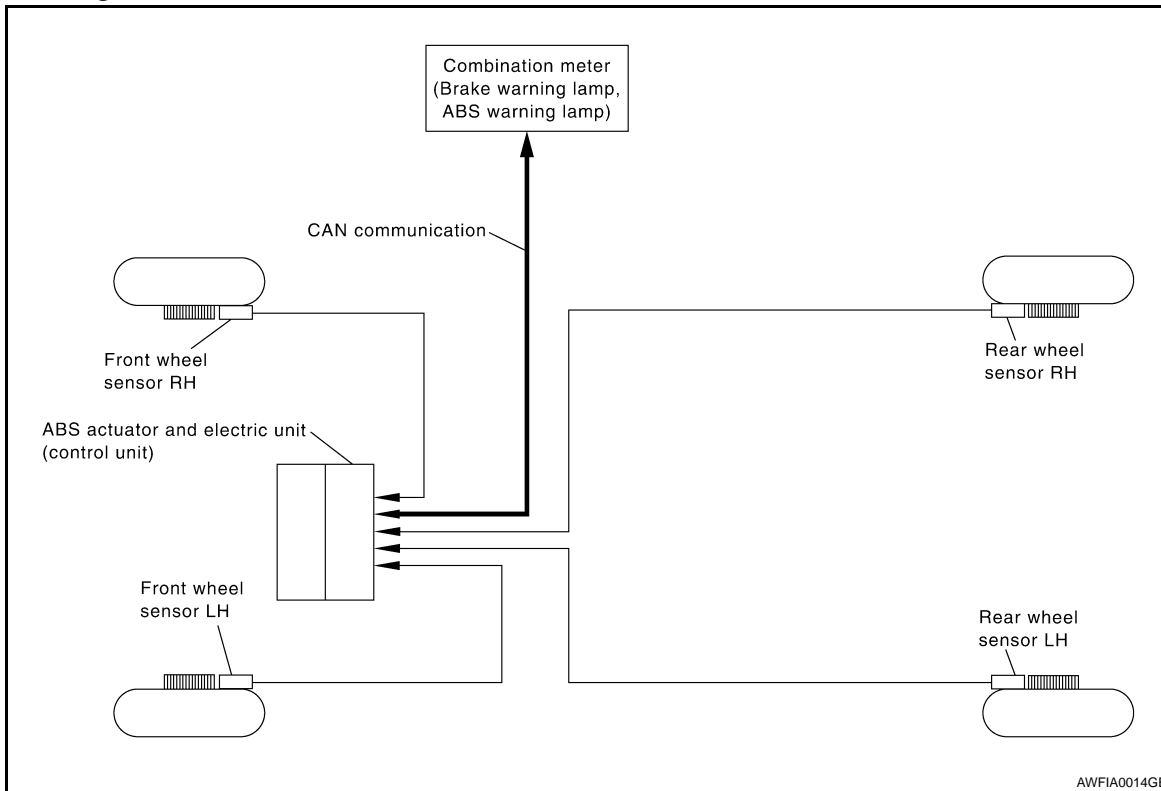 Combination meter
(Brake warning lamp,
ABS warning lamp)
CAN communication
Front wheel
sensor RH
Rear wheel
sensor RH
ABS actuator and electric unit
(control unit)
Front wheel
sensor LH
Rear wheel
sensor LH